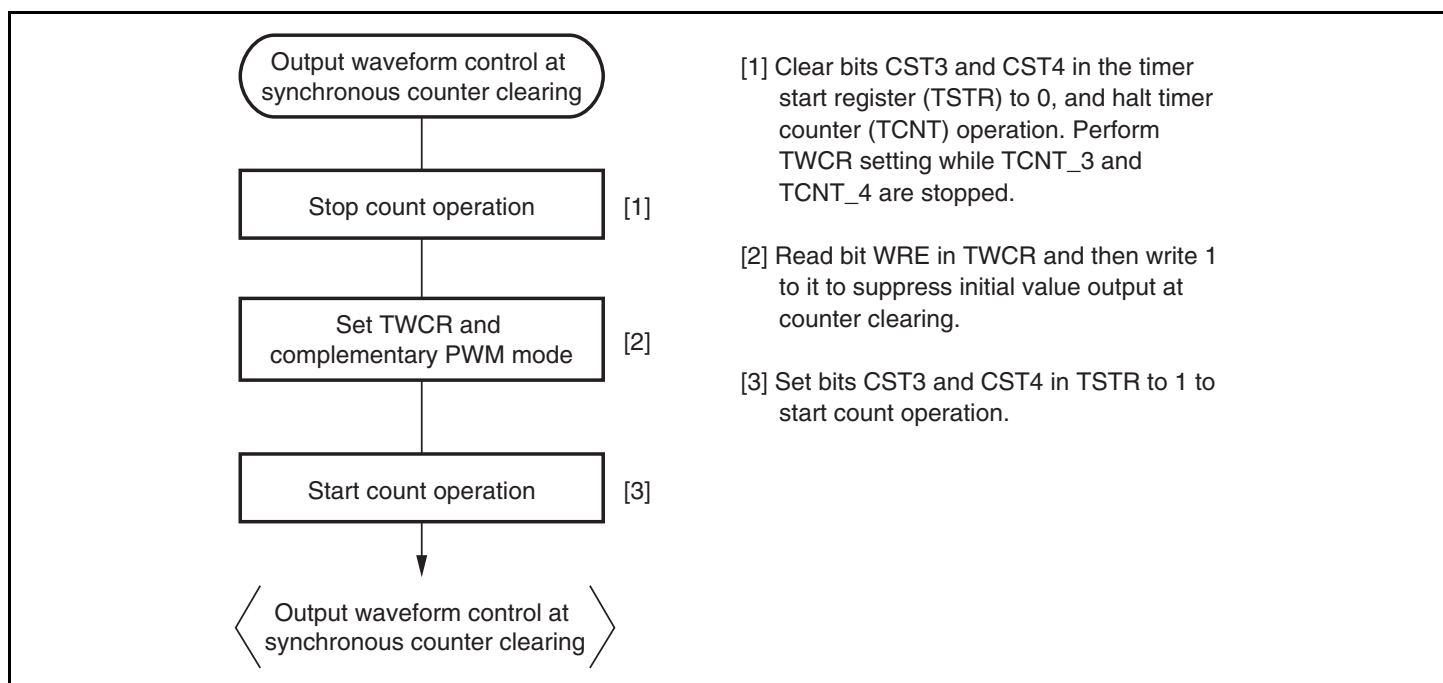 Output waveform control at
synchronous counter clearing
Stop count operation
[1]
Set TWCR and
complementary PWM mode
[2]
Start count operation
[3]
Output waveform control at
synchronous counter clearing
[1] Clear bits CST3 and CST4 in the timer
start register (TSTR) to 0, and halt timer
counter (TCNT) operation. Perform
TWCR setting while TCNT_3 and
TCNT_4 are stopped.
[2] Read bit WRE in TWCR and then write 1
to it to suppress initial value output at
counter clearing.
[3] Set bits CST3 and CST4 in TSTR to 1 to
start count operation.